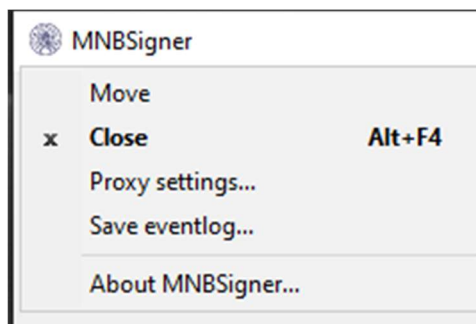 MNBSigner
Move
x Close Alt+F4
Proxy settings...
Save eventlog...
About MNBSigner...